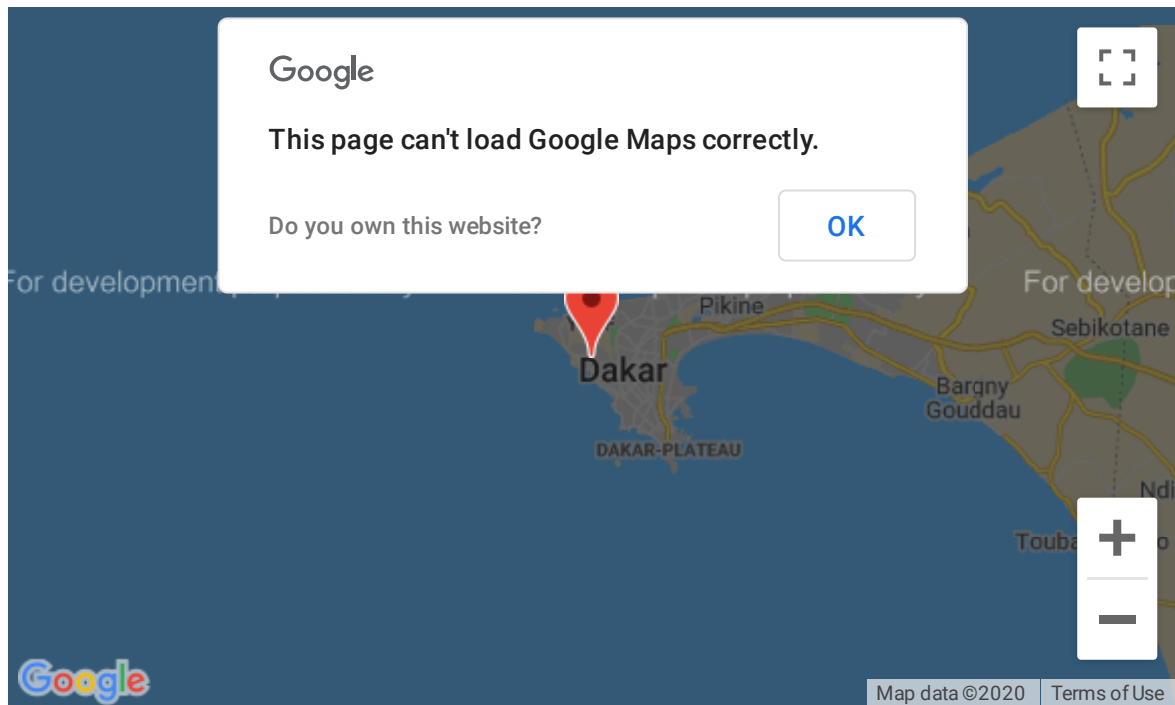 Google
This page can't load Google Maps correctly.
Do you own this website?
OK
For development
For develop
Pikine
Sebikotane
Dakar
Bargny
Gouddau
DAKAR-PLATEAU
Ndi
Touba
o
Google
Map data ©2020
Terms of Use